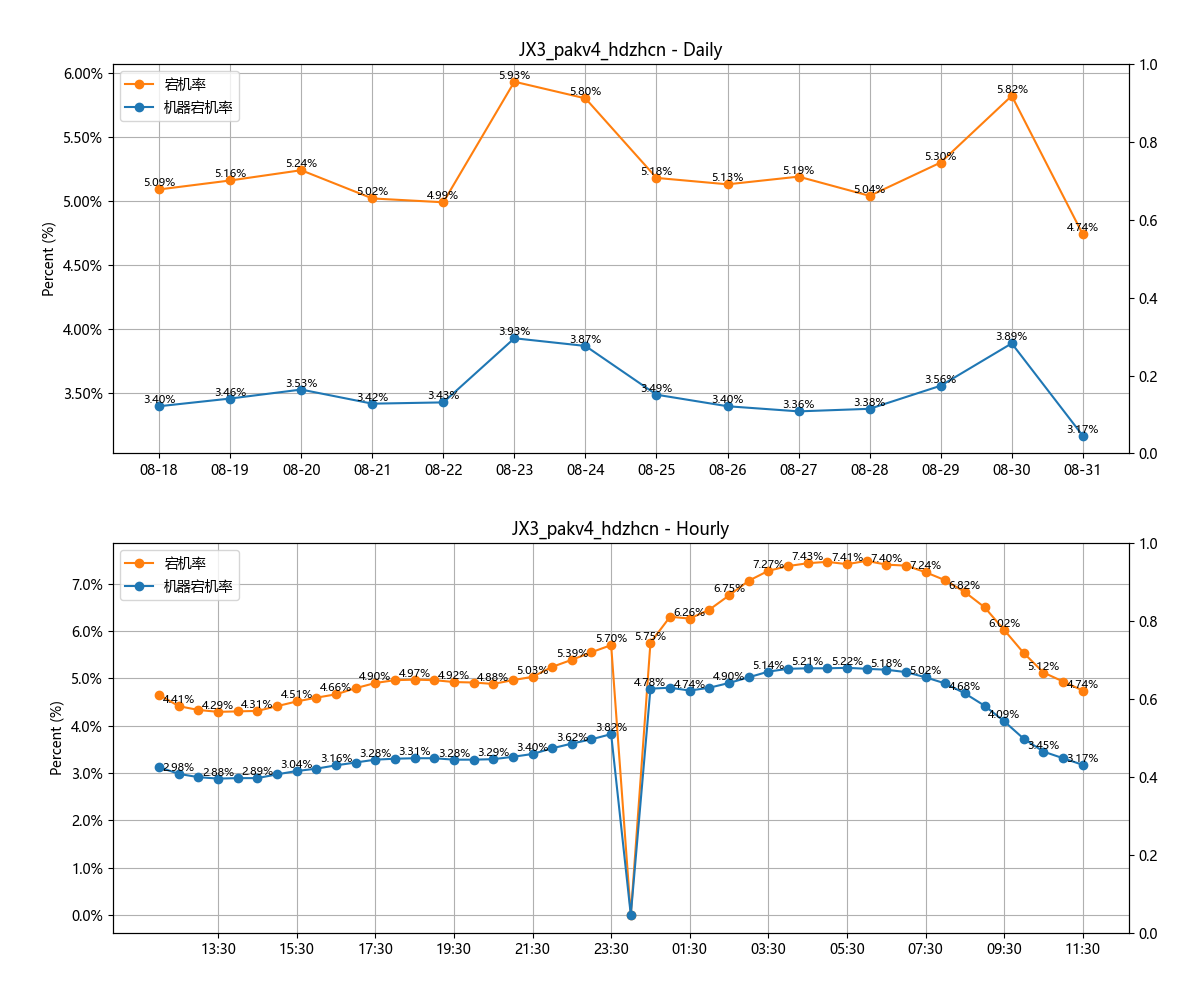 JX3_pakv4_hdzhcn - Daily
宕机率
机器宕机率
Percent (%)
6.00%
5.50%
5.00%
4.50%
4.00%
3.50%
5.09% 5.16% 5.24% 5.02% 4.99% 5.93% 5.80% 5.18% 5.13% 5.19% 5.04% 5.30% 5.82% 4.74%
3.40% 3.46% 3.53% 3.42% 3.43% 3.93% 3.87% 3.49% 3.40% 3.36% 3.38% 3.56% 3.89% 3.17%
1.0
0.8
0.6
0.4
0.2
0.0
08-18 08-19 08-20 08-21 08-22 08-23 08-24 08-25 08-26 08-27 08-28 08-29 08-30 08-31
JX3_pakv4_hdzhcn - Hourly
宕机率
机器宕机率
Percent (%)
7.0%
6.0%
5.0%
4.0%
3.0%
2.0%
1.0%
0.0%
4.41% 4.29% 4.31% 4.51% 4.66% 4.90% 4.97% 4.92% 4.88% 5.03% 5.39% 5.70% 5.75% 6.26% 6.75% 7.27% 7.43% 7.41% 7.40% 7.24% 6.82% 6.02% 5.12% 4.74%
2.98% 2.88% 2.89% 3.04% 3.16% 3.28% 3.31% 3.28% 3.29% 3.40% 3.62% 3.82% 4.78% 4.74% 4.90% 5.14% 5.21% 5.22% 5.18% 5.02% 4.68% 4.09% 3.45% 3.17%
1.0
0.8
0.6
0.4
0.2
0.0
13:30 15:30 17:30 19:30 21:30 23:30 01:30 03:30 05:30 07:30 09:30 11:30